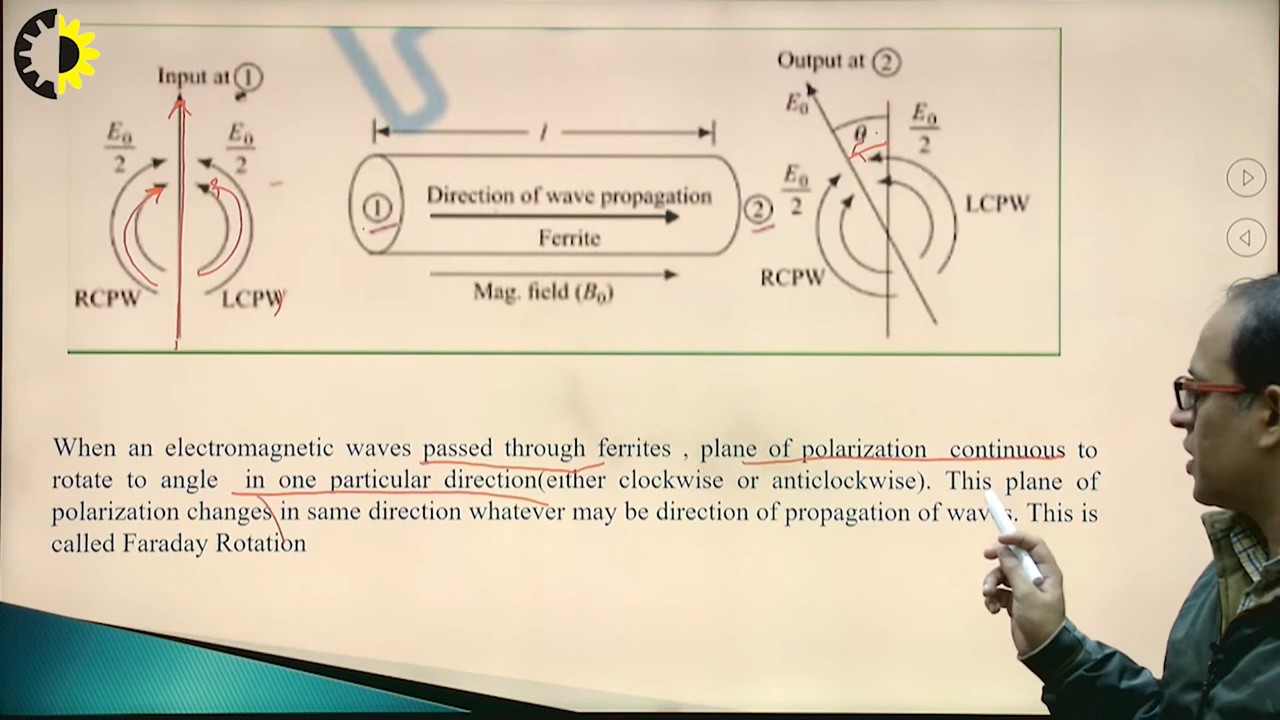 Input at ①
E₀/2
E₀/2
RCPW
LCPW
l
①
Direction of wave propagation
Ferrite
②
Mag. field (B₀)
Output at ②
E₀
θ
E₀/2
E₀/2
LCPW
RCPW
When an electromagnetic waves passed through ferrites , plane of polarization continuous to
rotate to angle in one particular direction(either clockwise or anticlockwise). This plane of
polarization changes in same direction whatever may be direction of propagation of waves. This is
called Faraday Rotation